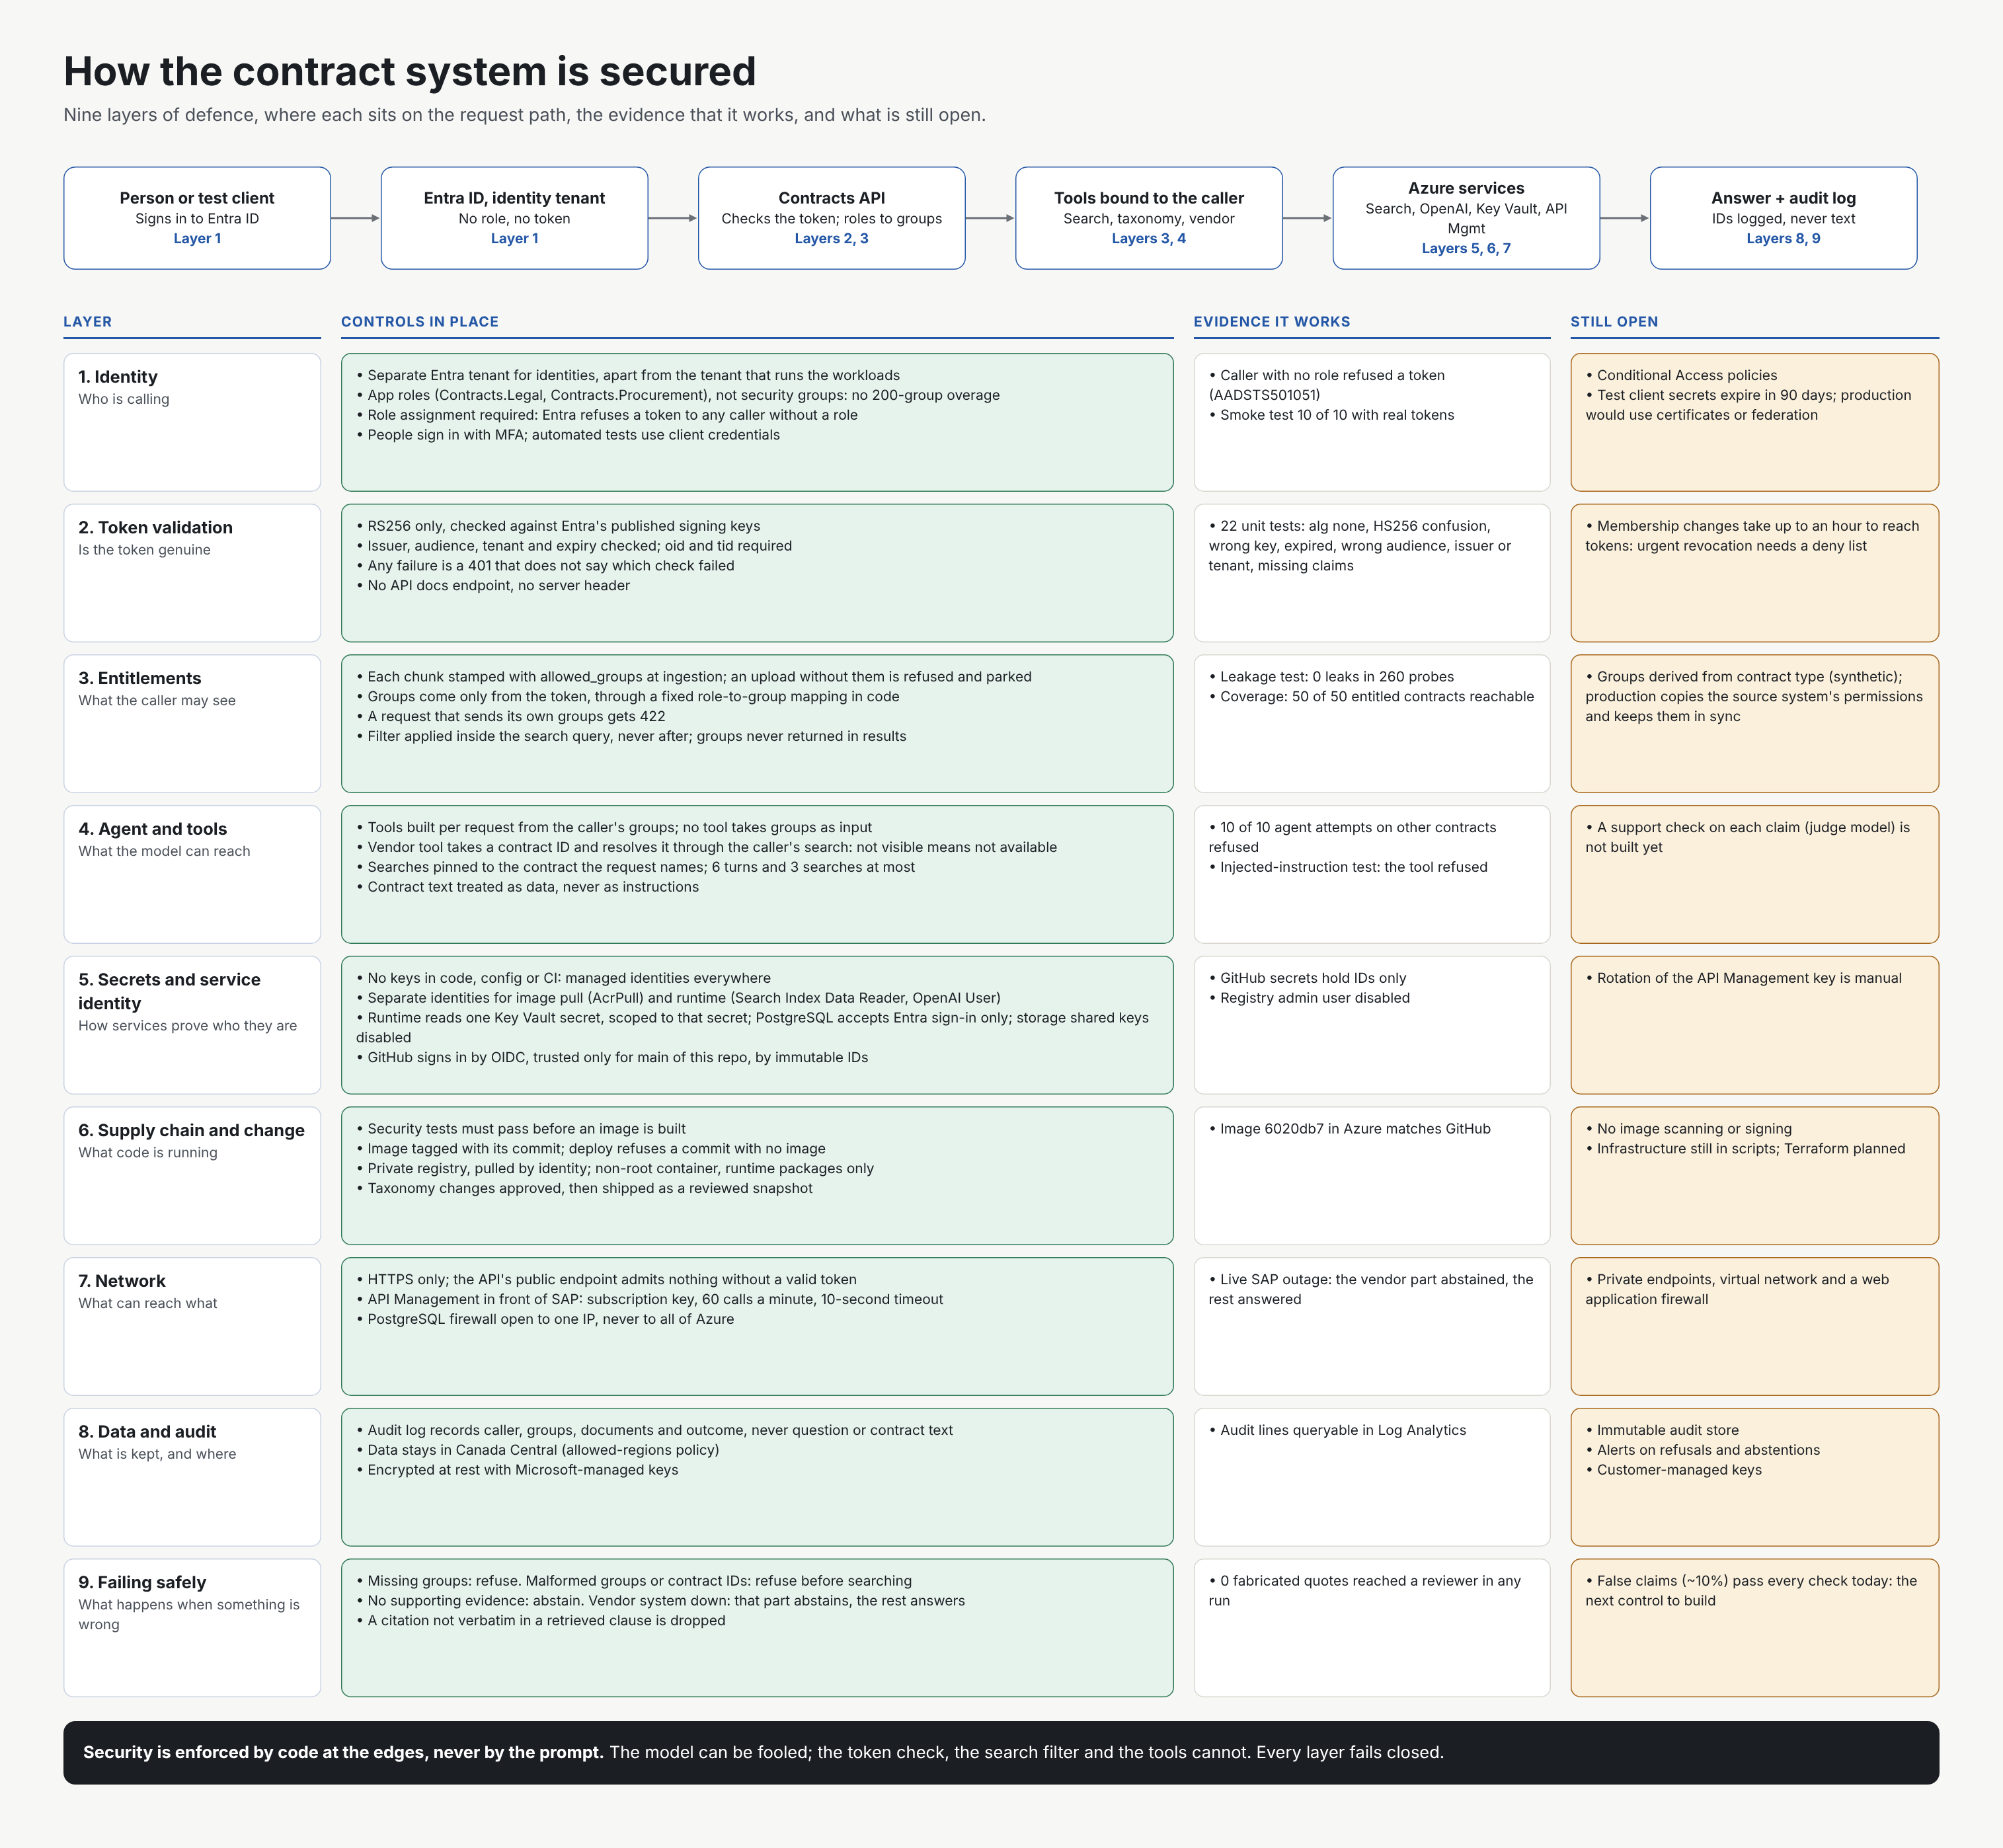 How the contract system is secured
Nine layers of defence, where each sits on the request path, the evidence that it works, and what is still open.
Person or test client
Signs in to Entra ID
Layer 1
Entra ID, identity tenant
No role, no token
Layer 1
Contracts API
Checks the token; roles to groups
Layers 2, 3
Tools bound to the caller
Search, taxonomy, vendor
Layers 3, 4
Azure services
Search, OpenAI, Key Vault, API
Mgmt
Layers 5, 6, 7
Answer + audit log
IDs logged, never text
Layers 8, 9
LAYER
CONTROLS IN PLACE
EVIDENCE IT WORKS
STILL OPEN
1. Identity
Who is calling
• Separate Entra tenant for identities, apart from the tenant that runs the workloads
• App roles (Contracts.Legal, Contracts.Procurement), not security groups: no 200-group overage
• Role assignment required: Entra refuses a token to any caller without a role
• People sign in with MFA; automated tests use client credentials
• Caller with no role refused a token
(AADSTS501051)
• Smoke test 10 of 10 with real tokens
• Conditional Access policies
• Test client secrets expire in 90 days; production
would use certificates or federation
2. Token validation
Is the token genuine
• RS256 only, checked against Entra's published signing keys
• Issuer, audience, tenant and expiry checked; oid and tid required
• Any failure is a 401 that does not say which check failed
• No API docs endpoint, no server header
• 22 unit tests: alg none, HS256 confusion,
wrong key, expired, wrong audience, issuer or
tenant, missing claims
• Membership changes take up to an hour to reach
tokens: urgent revocation needs a deny list
3. Entitlements
What the caller may see
• Each chunk stamped with allowed_groups at ingestion; an upload without them is refused and parked
• Groups come only from the token, through a fixed role-to-group mapping in code
• A request that sends its own groups gets 422
• Filter applied inside the search query, never after; groups never returned in results
• Leakage test: 0 leaks in 260 probes
• Coverage: 50 of 50 entitled contracts reachable
• Groups derived from contract type (synthetic);
production copies the source system's permissions
and keeps them in sync
4. Agent and tools
What the model can reach
• Tools built per request from the caller's groups; no tool takes groups as input
• Vendor tool takes a contract ID and resolves it through the caller's search: not visible means not available
• Searches pinned to the contract the request names; 6 turns and 3 searches at most
• Contract text treated as data, never as instructions
• 10 of 10 agent attempts on other contracts
refused
• Injected-instruction test: the tool refused
• A support check on each claim (judge model) is
not built yet
5. Secrets and service
identity
How services prove who they are
• No keys in code, config or CI: managed identities everywhere
• Separate identities for image pull (AcrPull) and runtime (Search Index Data Reader, OpenAI User)
• Runtime reads one Key Vault secret, scoped to that secret; PostgreSQL accepts Entra sign-in only; storage shared keys
disabled
• GitHub signs in by OIDC, trusted only for main of this repo, by immutable IDs
• GitHub secrets hold IDs only
• Registry admin user disabled
• Rotation of the API Management key is manual
6. Supply chain and change
What code is running
• Security tests must pass before an image is built
• Image tagged with its commit; deploy refuses a commit with no image
• Private registry, pulled by identity; non-root container, runtime packages only
• Taxonomy changes approved, then shipped as a reviewed snapshot
• Image 6020db7 in Azure matches GitHub
• No image scanning or signing
• Infrastructure still in scripts; Terraform planned
7. Network
What can reach what
• HTTPS only; the API's public endpoint admits nothing without a valid token
• API Management in front of SAP: subscription key, 60 calls a minute, 10-second timeout
• PostgreSQL firewall open to one IP, never to all of Azure
• Live SAP outage: the vendor part abstained, the
rest answered
• Private endpoints, virtual network and a web
application firewall
8. Data and audit
What is kept, and where
• Audit log records caller, groups, documents and outcome, never question or contract text
• Data stays in Canada Central (allowed-regions policy)
• Encrypted at rest with Microsoft-managed keys
• Audit lines queryable in Log Analytics
• Immutable audit store
• Alerts on refusals and abstentions
• Customer-managed keys
9. Failing safely
What happens when something is
wrong
• Missing groups: refuse. Malformed groups or contract IDs: refuse before searching
• No supporting evidence: abstain. Vendor system down: that part abstains, the rest answers
• A citation not verbatim in a retrieved clause is dropped
• 0 fabricated quotes reached a reviewer in any
run
• False claims (~10%) pass every check today: the
next control to build
Security is enforced by code at the edges, never by the prompt. The model can be fooled; the token check, the search filter and the tools cannot. Every layer fails closed.